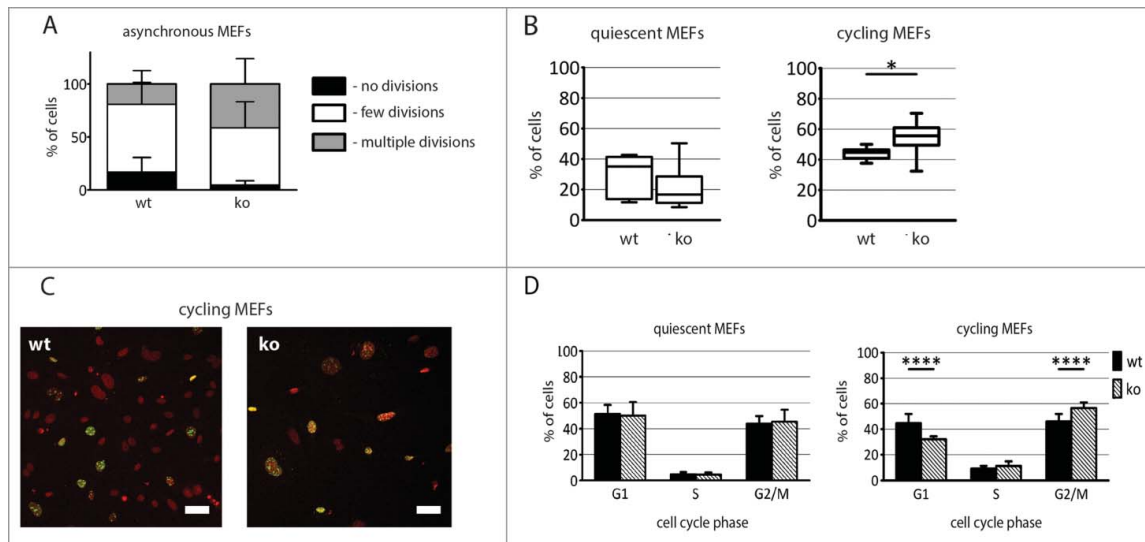 A
asynchronous MEFs
% of cells
100
50
0
wt
ko
- no divisions
- few divisions
- multiple divisions
B
quiescent MEFs
% of cells
100
80
60
40
20
0
wt
ko
cycling MEFs
% of cells
100
80
60
40
20
0
*
wt
ko
C
cycling MEFs
wt
ko
D
quiescent MEFs
% of cells
100
80
60
40
20
0
G1 S G2/M
cell cycle phase
cycling MEFs
% of cells
100
80
60
40
20
0
**** ****
wt
ko
G1 S G2/M
cell cycle phase